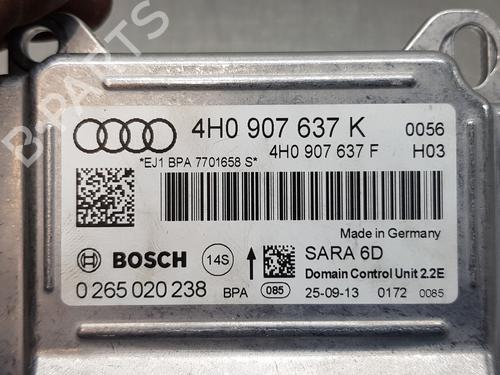 4H0 907 637 K 0056
*EJ1 BPA 7701658 S* 4H0 907 637 F H03
Made in Germany
BOSCH 14S SARA 6D
Domain Control Unit 2.2E
0 265 020 238 BPA 085 25-09-13 0172 0085
B-PARTS